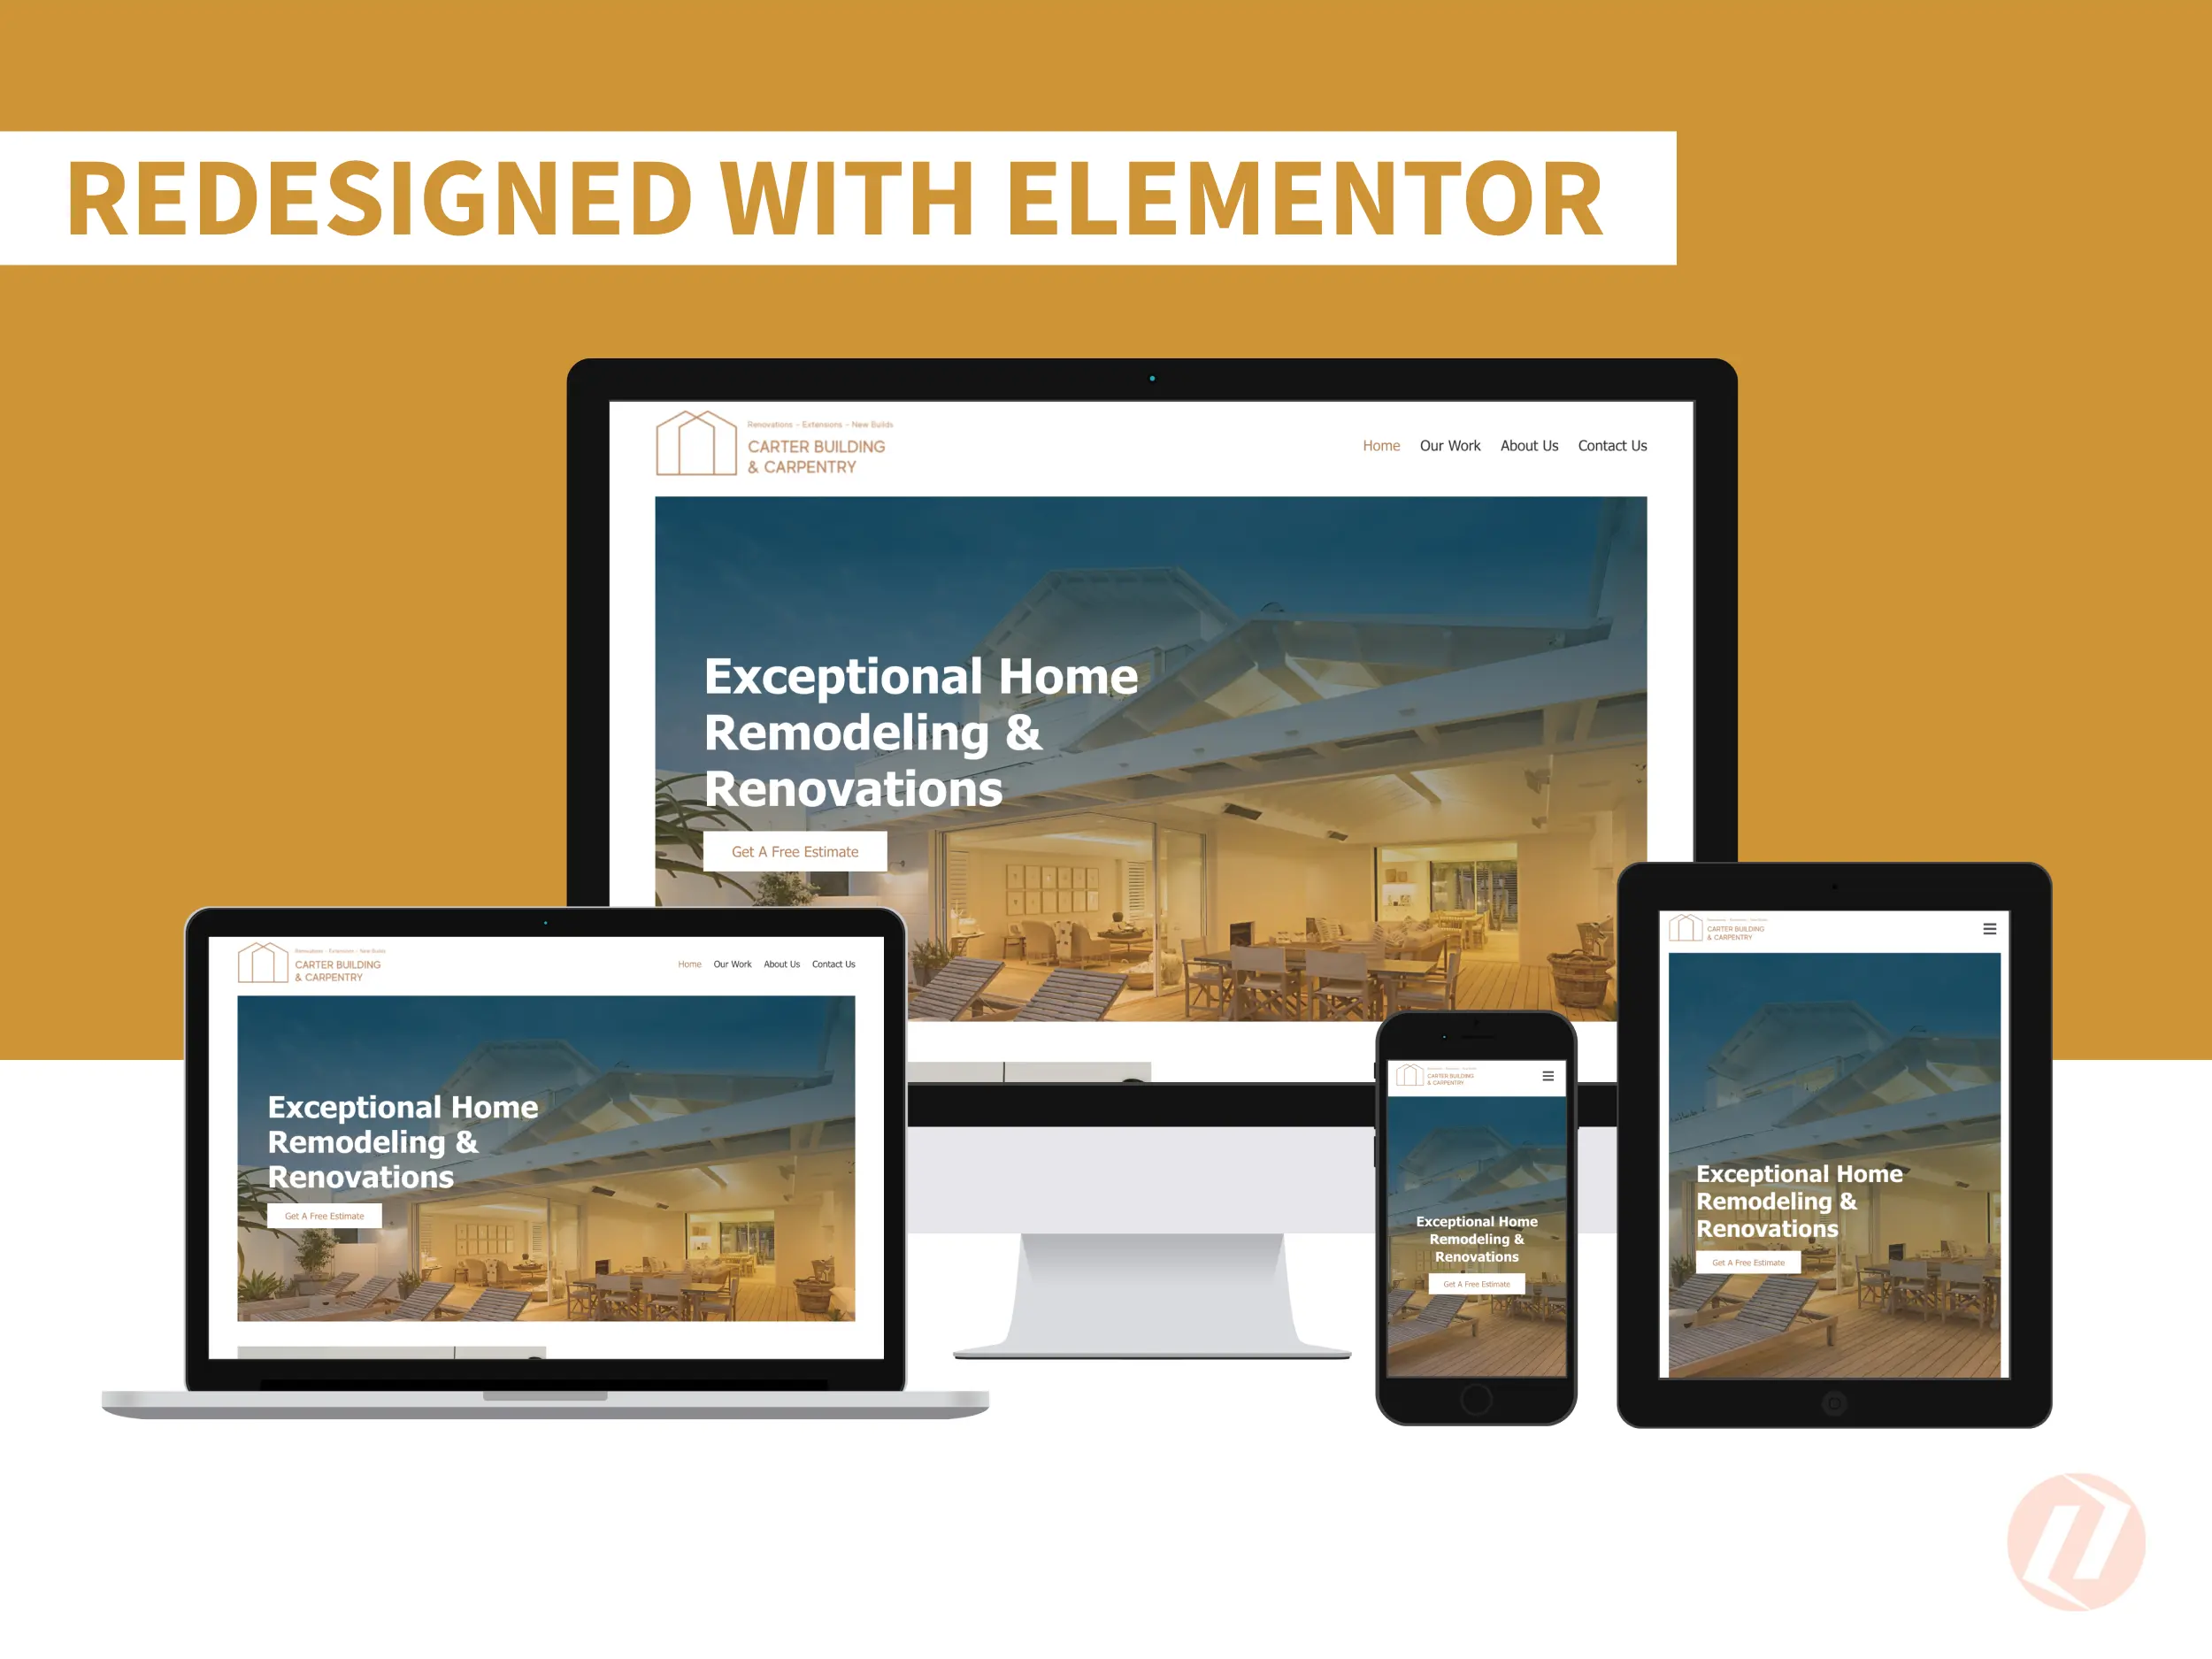 REDESIGNED WITH ELEMENTOR
Renovations - Extensions - New Builds
CARTER BUILDING
& CARPENTRY
Home Our Work About Us Contact Us
Exceptional Home
Remodeling &
Renovations
Get A Free Estimate
Renovations - Extensions - New Builds
CARTER BUILDING
& CARPENTRY
Home Our Work About Us Contact Us
Exceptional Home
Remodeling &
Renovations
Get A Free Estimate
CARTER BUILDING
& CARPENTRY
Exceptional Home
Remodeling &
Renovations
Get A Free Estimate
CARTER BUILDING
& CARPENTRY
Exceptional Home
Remodeling &
Renovations
Get A Free Estimate